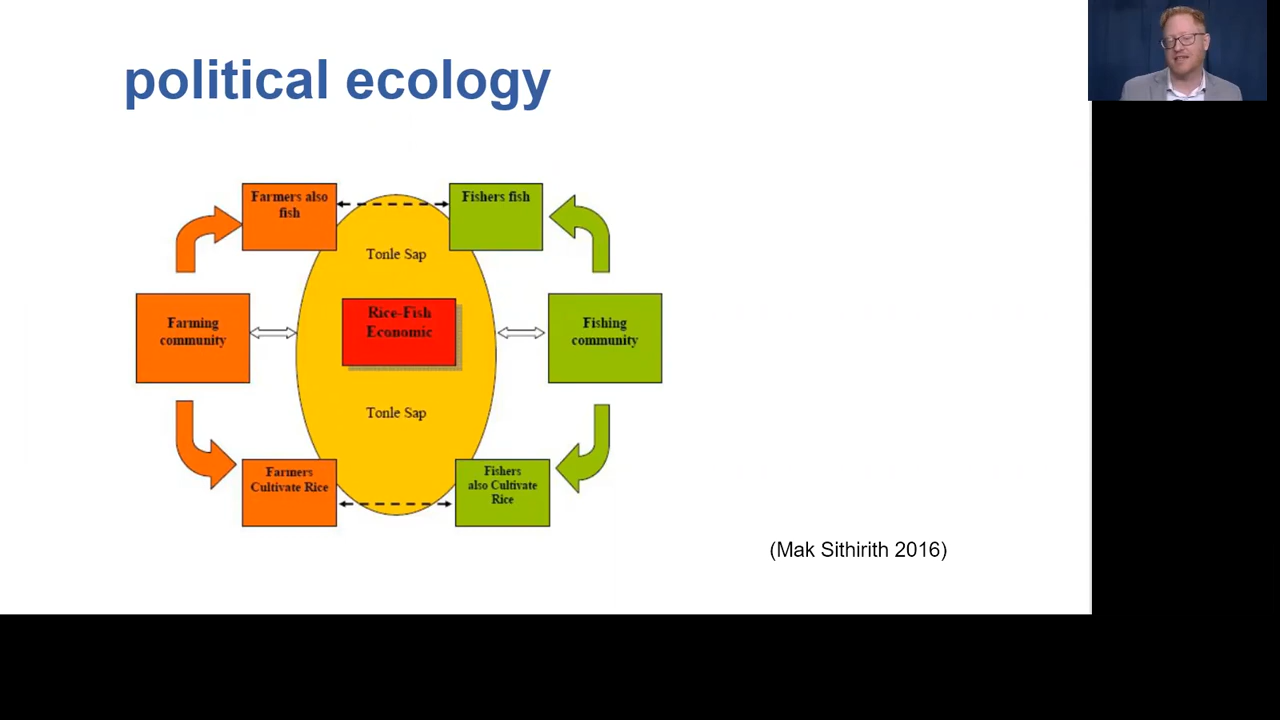 political ecology
Farmers also
fish
Fishers fish
Tonle Sap
Rice-Fish
Economic
Farming
community
Fishing
community
Tonle Sap
Farmers
Cultivate Rice
Fishers
also Cultivate
Rice
(Mak Sithirith 2016)